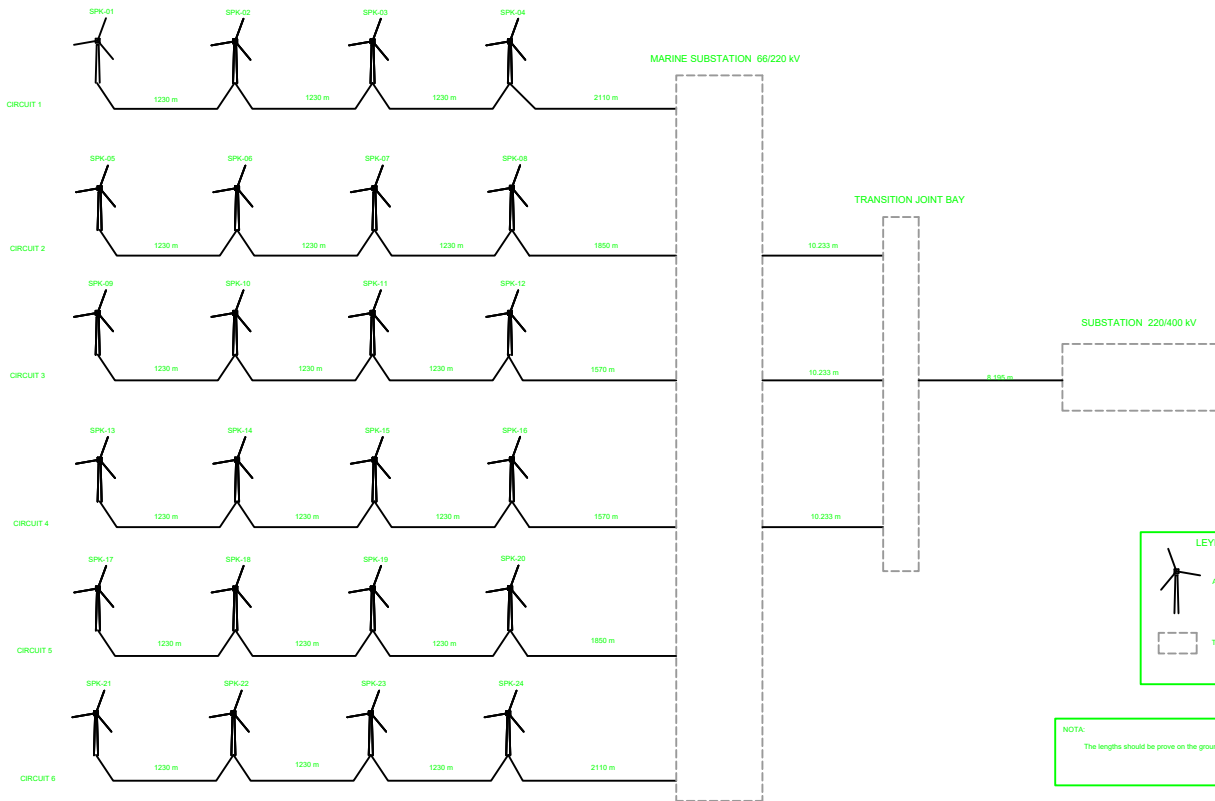 SPK-01 SPK-02 SPK-03 SPK-04
MARINE SUBSTATION 66/220 kV
CIRCUIT 1 1230 m 1230 m 1230 m 2110 m
SPK-05 SPK-06 SPK-07 SPK-08
TRANSITION JOINT BAY
CIRCUIT 2 1230 m 1230 m 1230 m 1850 m 10.233 m
SPK-09 SPK-10 SPK-11 SPK-12
SUBSTATION 220/400 kV
CIRCUIT 3 1230 m 1230 m 1230 m 1570 m 10.233 m 8.195 m
SPK-13 SPK-14 SPK-15 SPK-16
CIRCUIT 4 1230 m 1230 m 1230 m 1570 m 10.233 m
LEY
SPK-17 SPK-18 SPK-19 SPK-20
CIRCUIT 5 1230 m 1230 m 1230 m 1850 m
SPK-21 SPK-22 SPK-23 SPK-24
NOTA:
The lengths should be prove on the grou
CIRCUIT 6 1230 m 1230 m 1230 m 2110 m